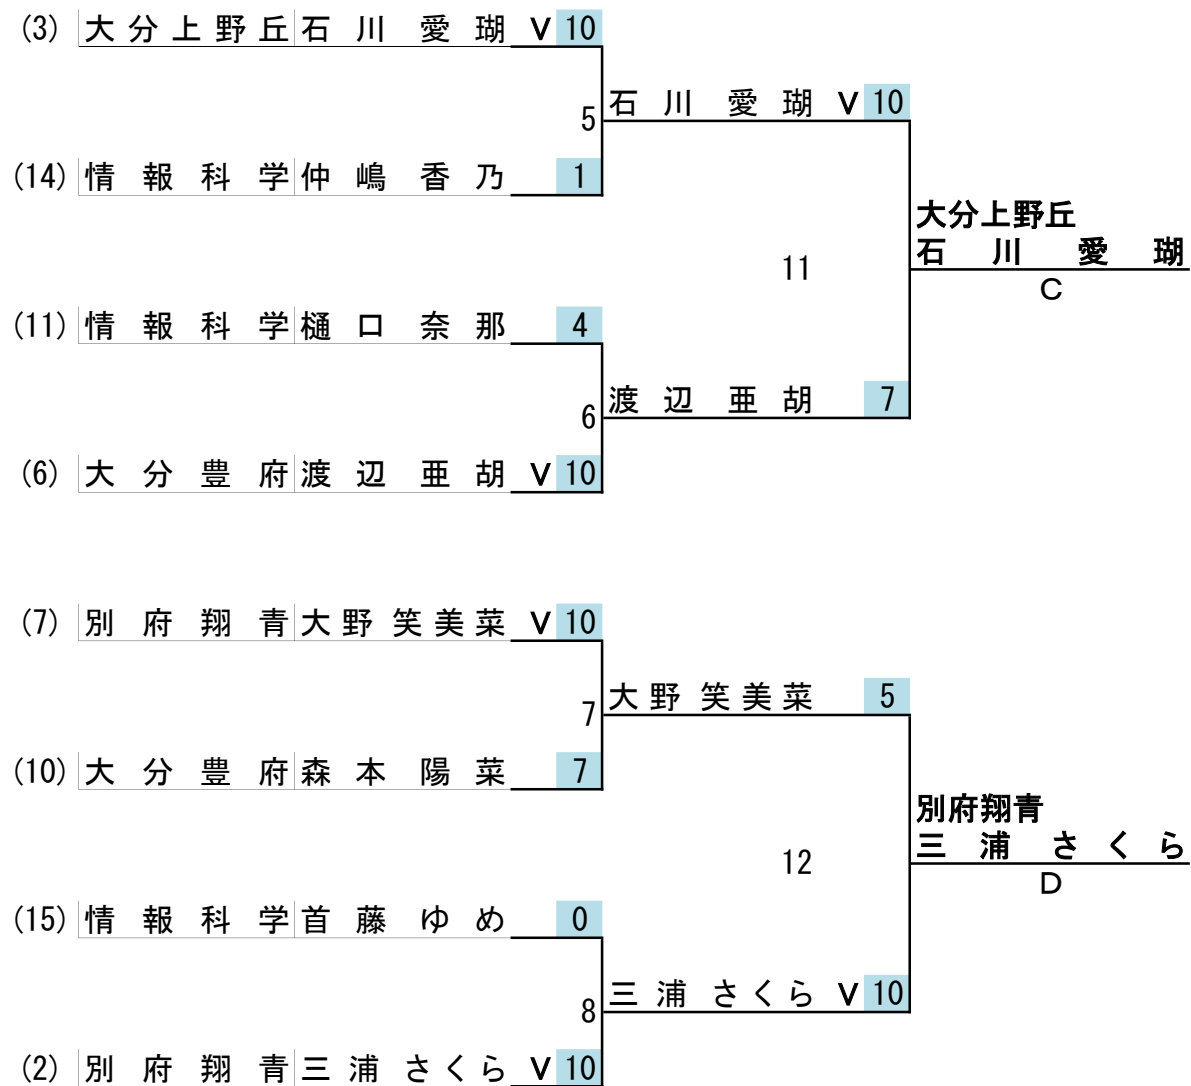 (3) 大分上野丘 石川愛瑚 V 10
石川愛瑚 V 10
5
(14) 情報科学 仲嶋香乃 1
大分上野丘
石川愛瑚
11
C
(11) 情報科学 樋口奈那 4
渡辺亜胡 7
6
(6) 大分豊府 渡辺亜胡 V 10
(7) 別府翔青 大野笑美菜 V 10
大野笑美菜 5
7
(10) 大分豊府 森本陽菜 7
別府翔青
三浦さくら
12
D
(15) 情報科学 首藤ゆめ 0
三浦さくら V 10
8
(2) 別府翔青 三浦さくら V 10